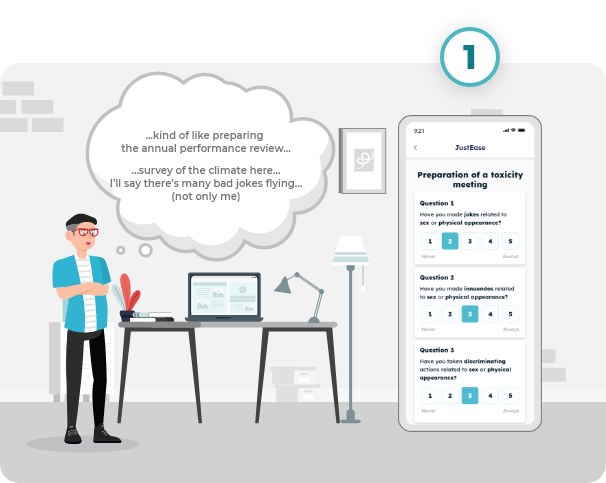 1
...kind of like preparing
the annual performance review...
...survey of the climate here...
I'll say there's many bad jokes flying...
(not only me)
9:21
JustEase
Preparation of a toxicity
meeting
Question 1
Have you made jokes related to
sex or physical appearance?
1 2 3 4 5
Never Always
Question 2
Have you made innuendos related
to sex or physical appearance?
1 2 3 4 5
Never Always
Question 3
Have you taken discriminating
actions related to sex or physical
appearance?
1 2 3 4 5
Never Always